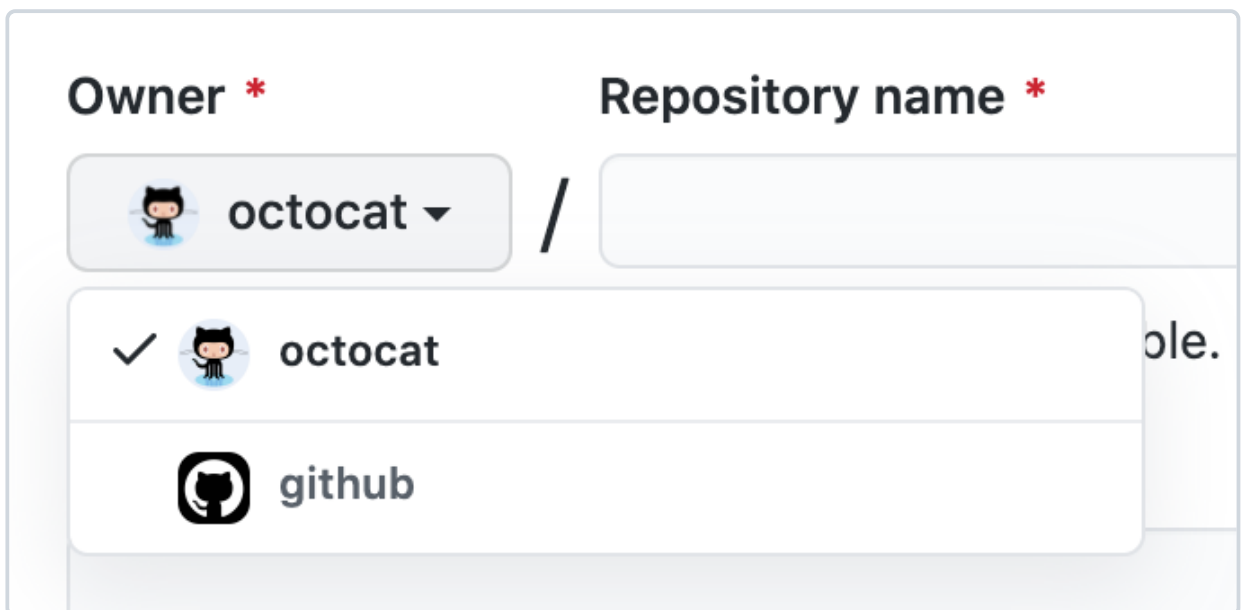 Owner *
Repository name *
octocat
/
octocat
github